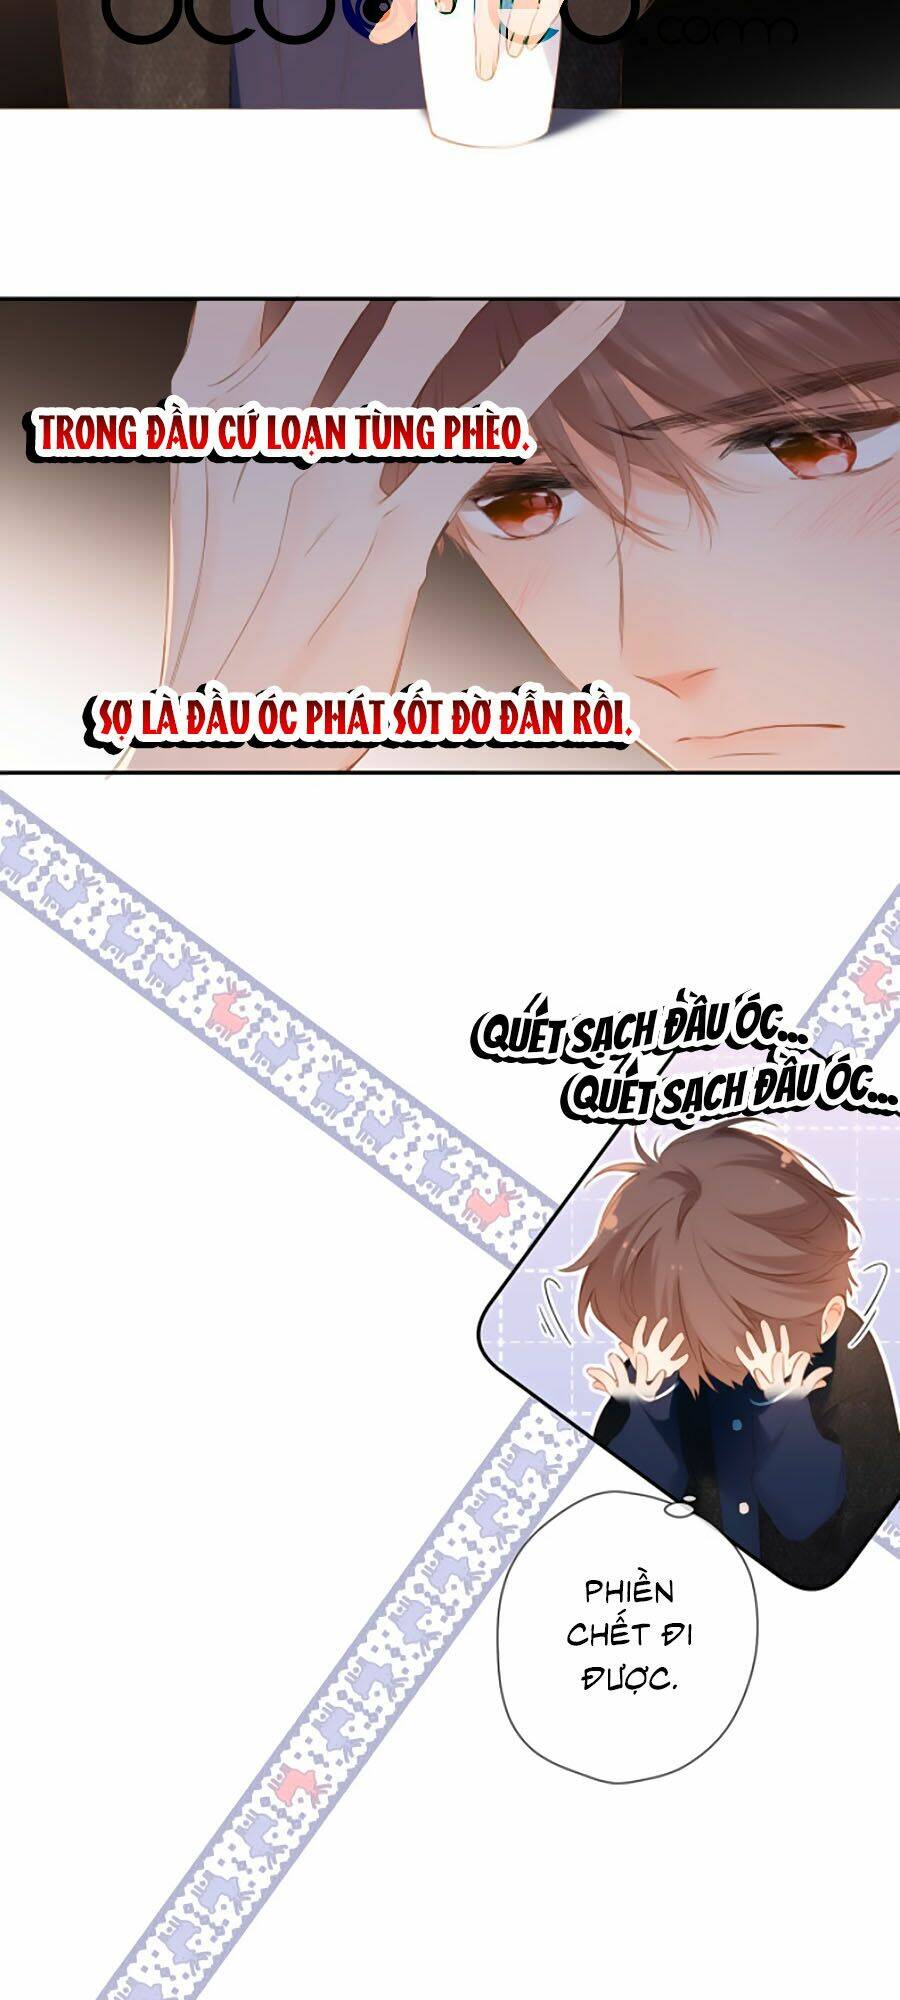 TRONG ĐẦU CỨ LOẠN TÙNG PHÈO.
SỢ LÀ ĐẦU ÓC PHÁT SỐT ĐỜ ĐẪN RỒI.
QUÉT SẠCH ĐẦU ÓC...
QUÉT SẠCH ĐẦU ÓC...
PHIỀN
CHẾT ĐI
ĐƯỢC.